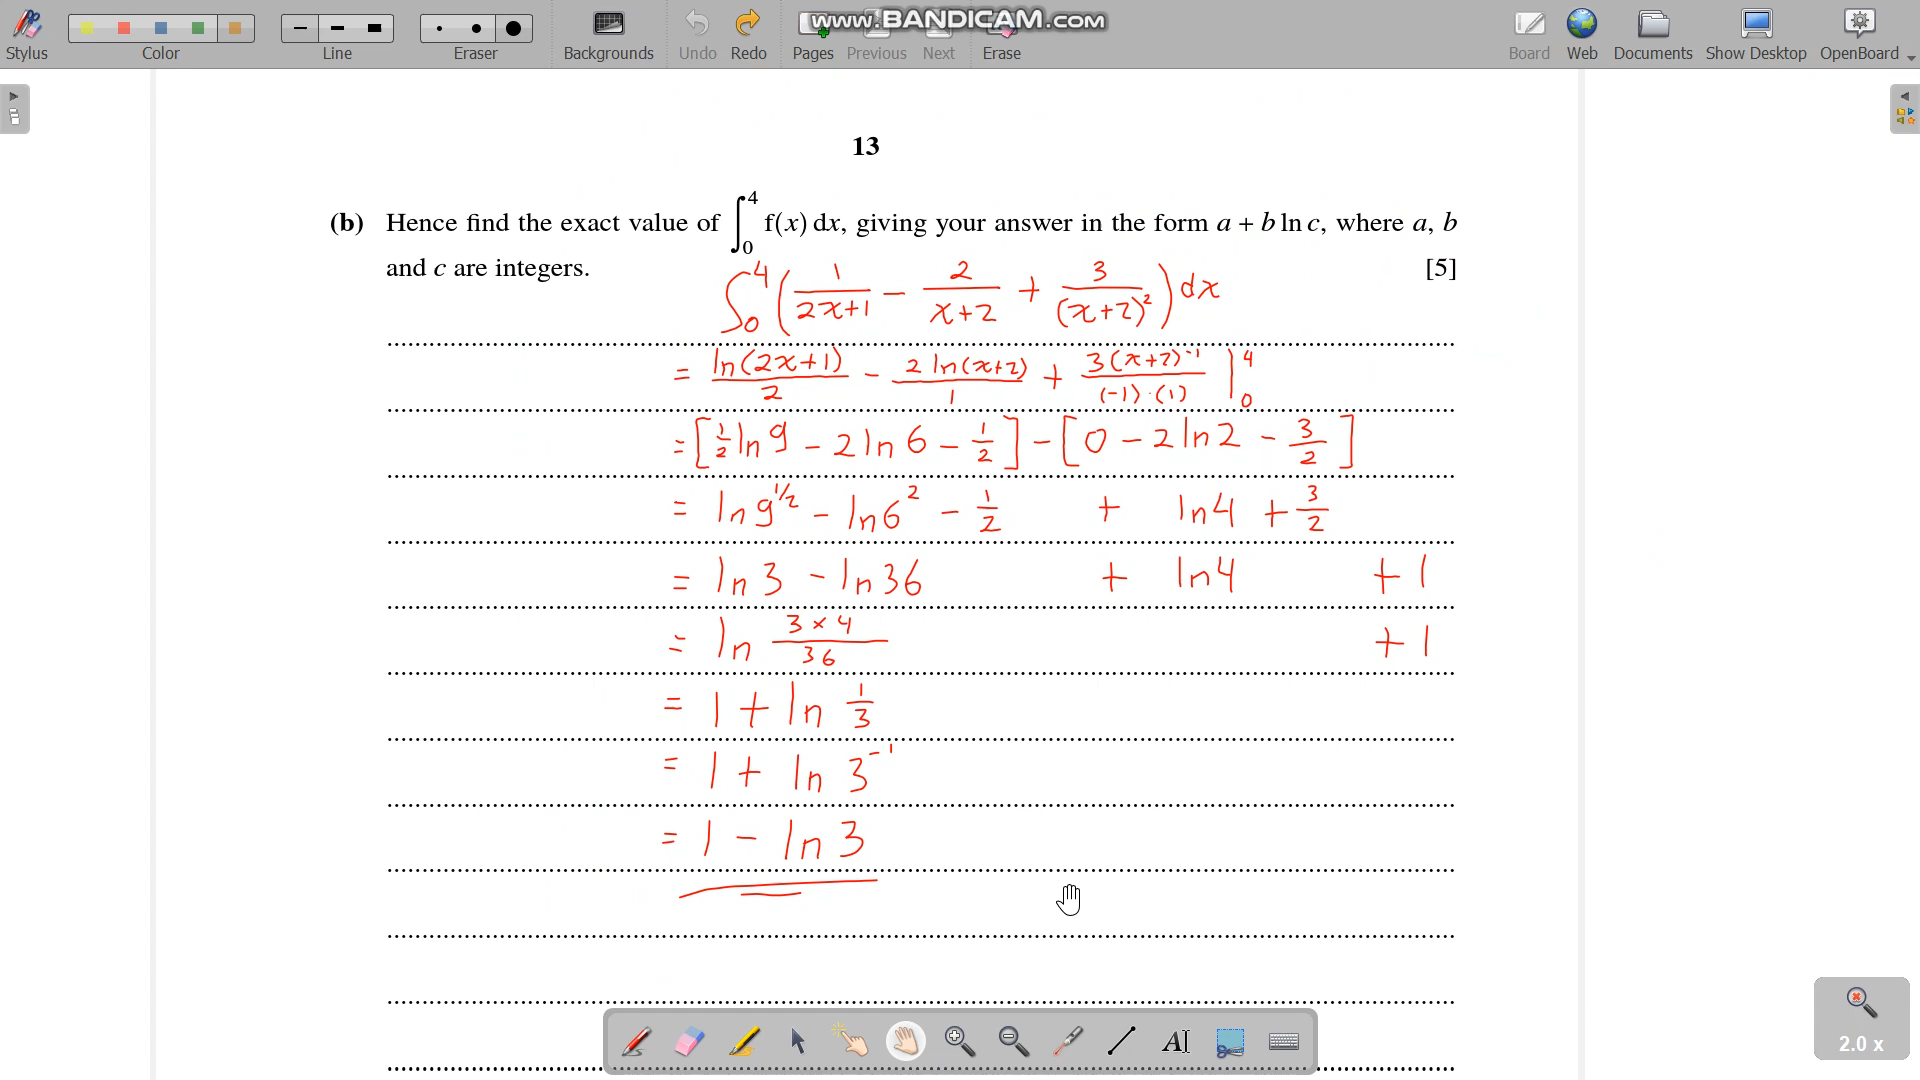 www.BANDICAM.com
Stylus Color Line Eraser Backgrounds Undo Redo Pages Previous Next Erase Board Web Documents Show Desktop OpenBoard
13
(b) Hence find the exact value of ∫₀⁴ f(x) dx, giving your answer in the form a + b ln c, where a, b
and c are integers. [5]
∫₀⁴ (1/(2x+1) − 2/(x+2) + 3/(x+2)²) dx
= ln(2x+1)/2 − 2 ln(x+2)/1 + 3(x+2)⁻¹/((-1)·(1)) |₀⁴
= [½ ln 9 − 2 ln 6 − ½] − [0 − 2 ln 2 − 3/2]
= ln 9^(1/2) − ln 6² − ½ + ln 4 + 3/2
= ln 3 − ln 36 + ln 4 + 1
= ln (3 × 4)/36 + 1
= 1 + ln ⅓
= 1 + ln 3⁻¹
= 1 − ln 3
AI
2.0 x